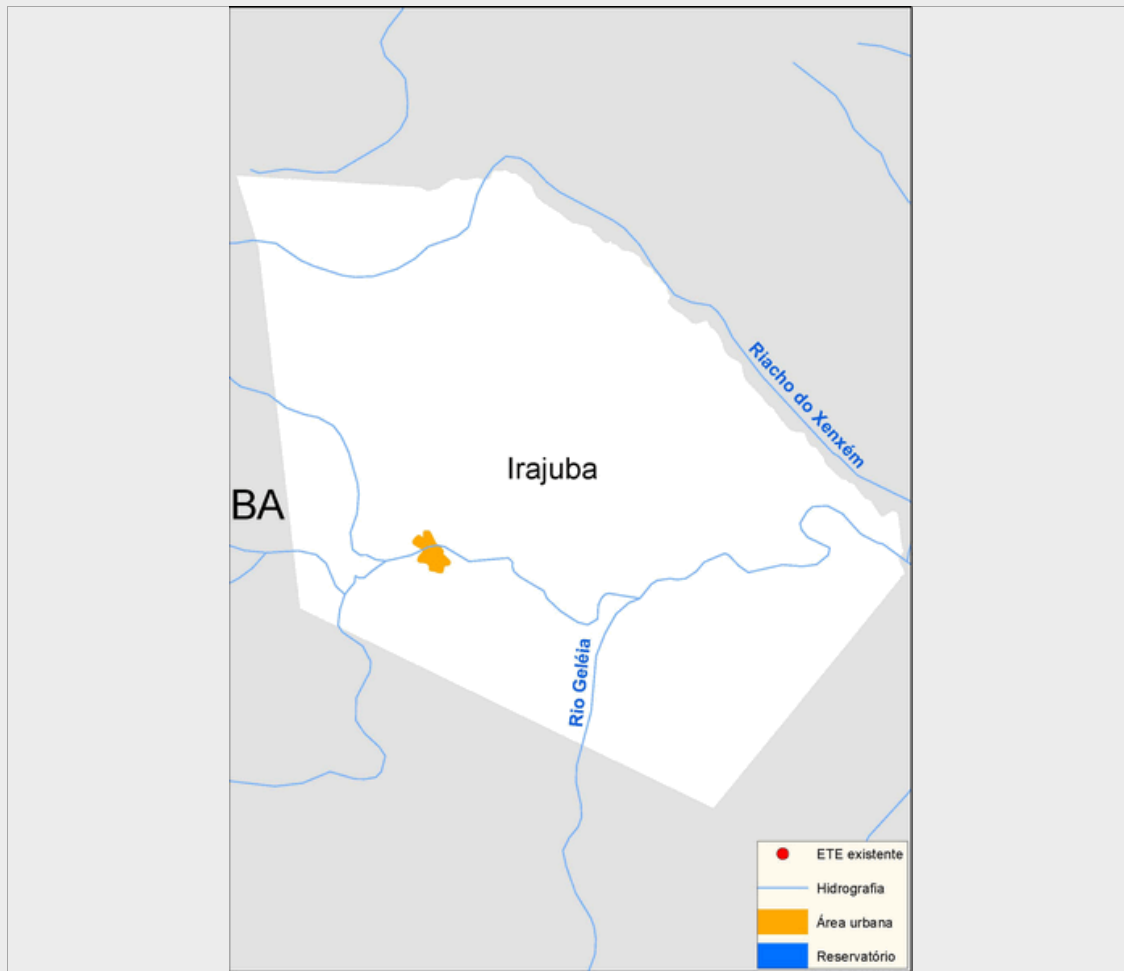 Riacho do Xenxém
Irajuba
BA
Rio Geléia
ETE existente
Hidrografia
Área urbana
Reservatório